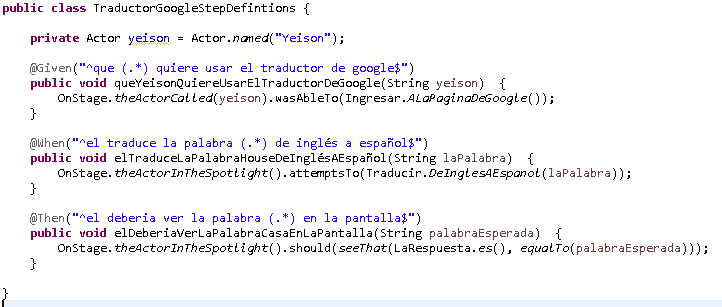 public class TraductorGoogleStepDefintions {
private Actor yeison = Actor.named("Yeison");
@Given("^que (.*) quiere usar el traductor de google$")
public void queYeisonQuiereUsarElTraductorDeGoogle(String yeison)  {
OnStage.theActorCalled(yeison).wasAbleTo(Ingresar.ALaPaginaDeGoogle());
}
@When("^el traduce la palabra (.*) de inglés a español$")
public void elTraduceLaPalabraHouseDeInglésAEspañol(String laPalabra)  {
OnStage.theActorInTheSpotlight().attemptsTo(Traducir.DeInglesAEspanol(laPalabra));
}
@Then("^el deberia ver la palabra (.*) en la pantalla$")
public void elDeberiaVerLaPalabraCasaEnLaPantalla(String palabraEsperada)  {
OnStage.theActorInTheSpotlight().should(seeThat(LaRespuesta.es(), equalTo(palabraEsperada)));
}
}